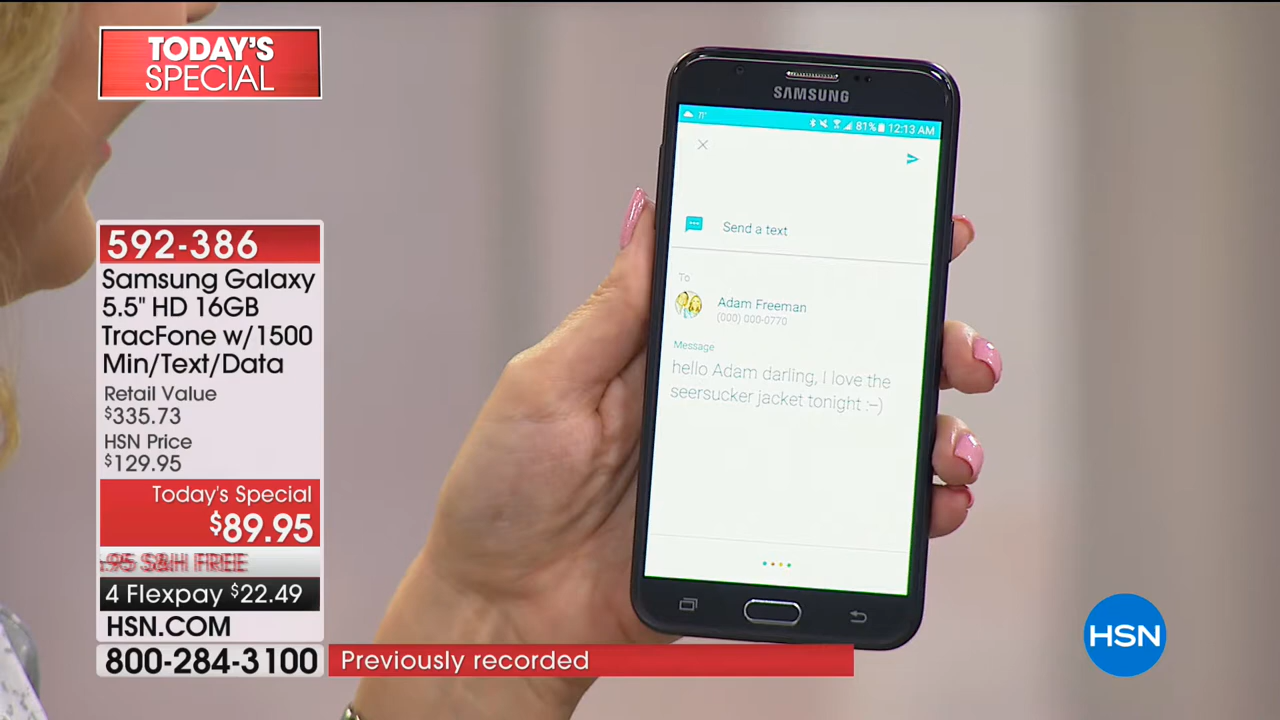 TODAY'S
SPECIAL
592-386
Samsung Galaxy
5.5" HD 16GB
TracFone w/1500
Min/Text/Data
Retail Value
$335.73
HSN Price
$129.95
Today's Special
$89.95
.95 S&H FREE
4 Flexpay $22.49
HSN.COM
800-284-3100
Previously recorded
SAMSUNG
71°
81% 12:13 AM
Send a text
To
Adam Freeman
(000) 000-0770
Message
hello Adam darling, I love the
seersucker jacket tonight :-)
HSN